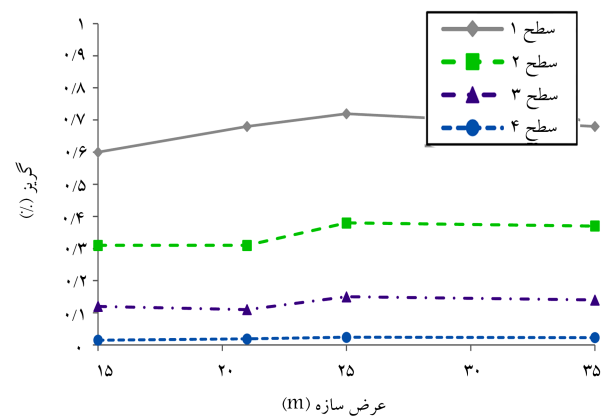 سطح ۱
سطح ۲
سطح ۳
سطح ۴
۱
۰/۹
۰/۸
۰/۷
۰/۶
۰/۵
۰/۴
۰/۳
۰/۲
۰/۱
۰
گریز (٪)
۱۵ ۲۰ ۲۵ ۳۰ ۳۵
عرض سازه (m)